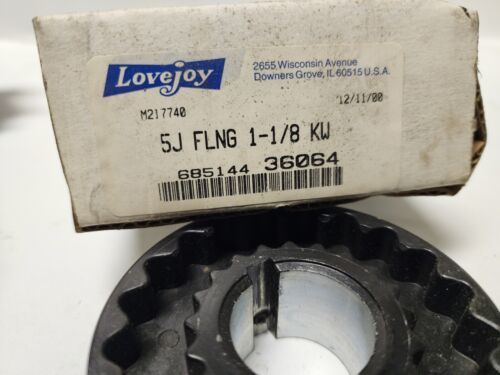 Lovejoy
2655 Wisconsin Avenue
Downers Grove, IL 60515 U.S.A.
M217740
12/11/00
5J FLNG 1-1/8 KW
685144 36064